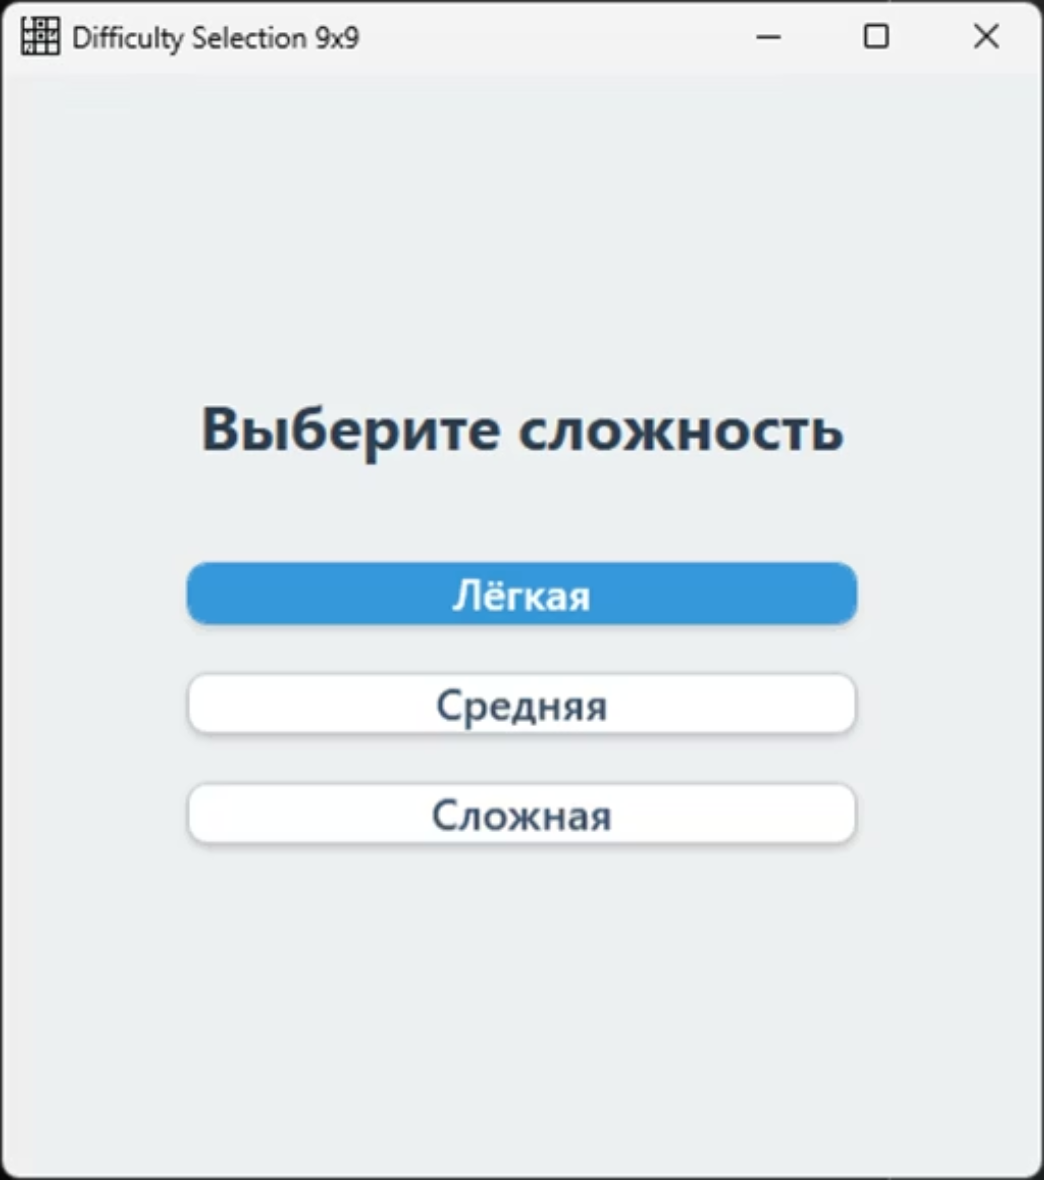 Difficulty Selection 9x9
Выберите сложность
Лёгкая
Средняя
Сложная